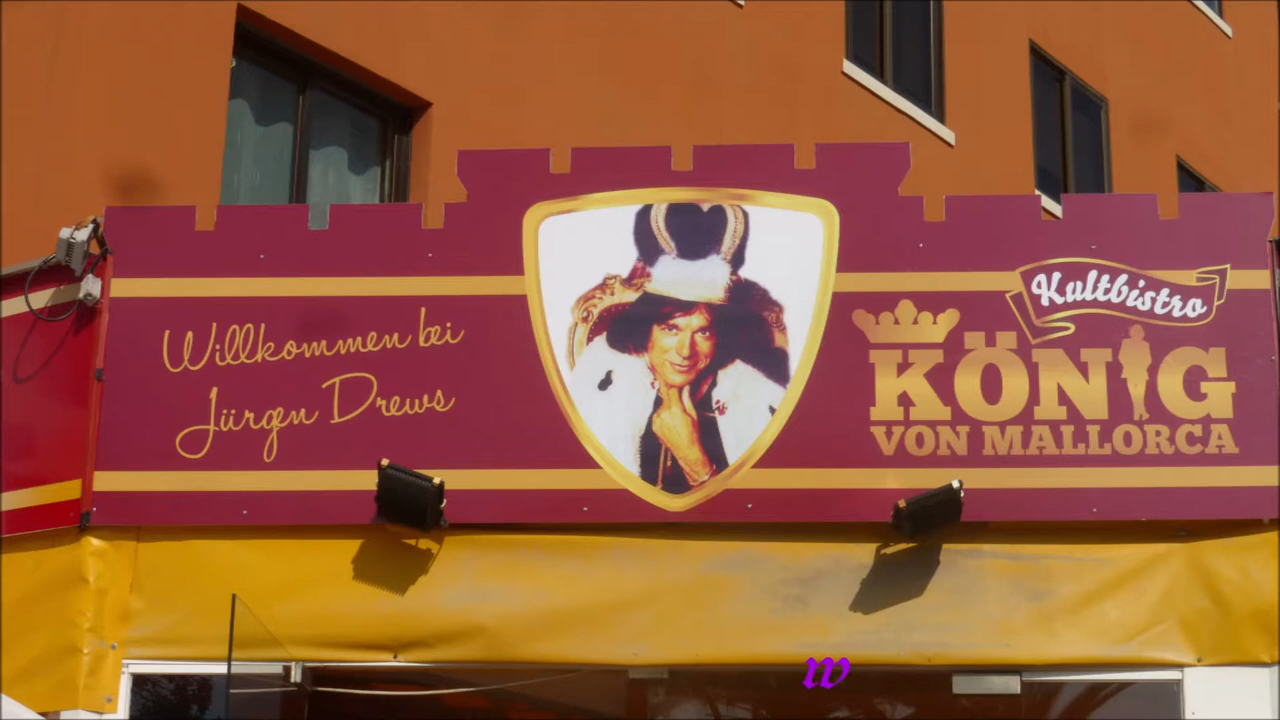 Willkommen bei
Jürgen Drews
Kultbistro
KÖNIG
VON MALLORCA
w